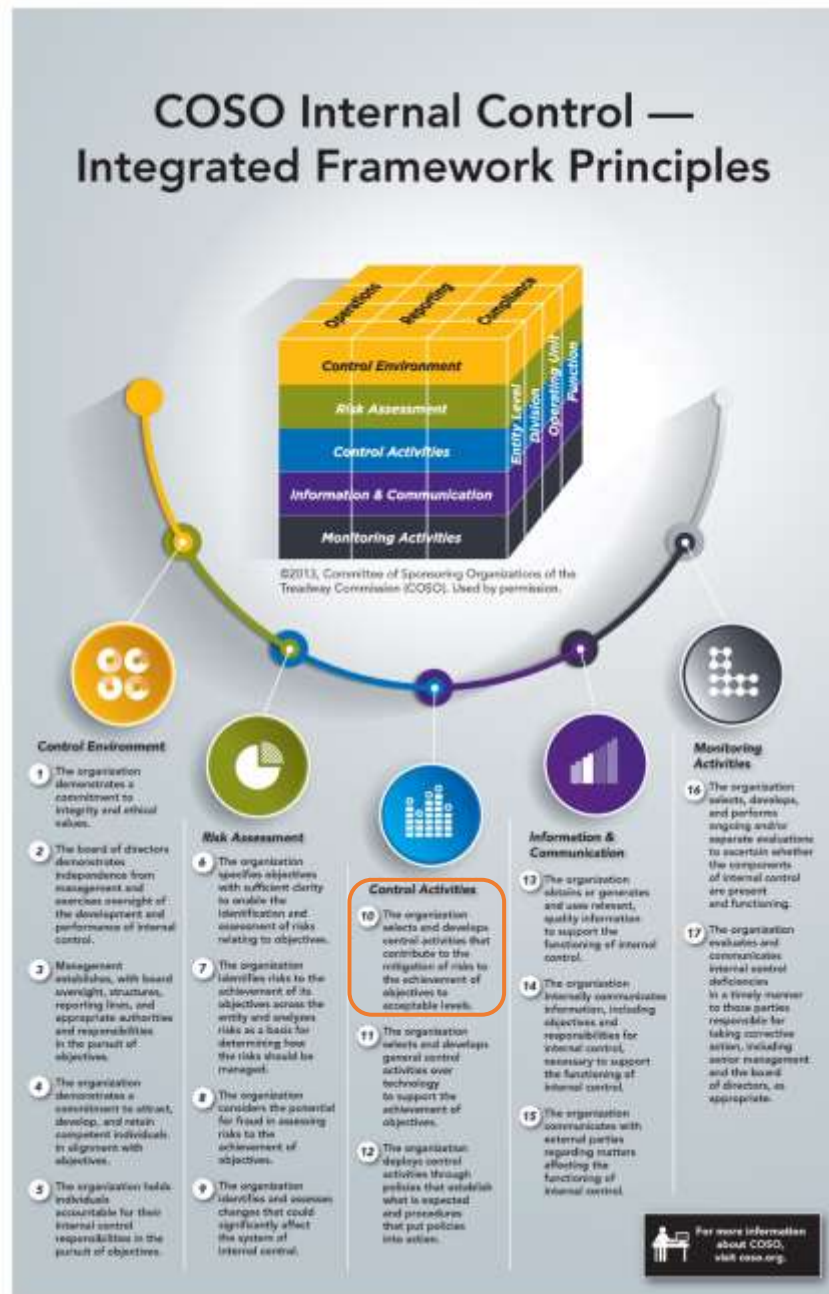 COSO Internal Control —
Integrated Framework Principles
Operations
Reporting
Compliance
Control Environment
Risk Assessment
Control Activities
Information & Communication
Monitoring Activities
Entity Level
Division
Operating Unit
Function
©2013, Committee of Sponsoring Organizations of the
Treadway Commission (COSO). Used by permission.
Control Environment
1 The organization
demonstrates a
commitment to
integrity and ethical
values.
2 The board of directors
demonstrates
independence from
management and
exercises oversight of
the development and
performance of internal
control.
3 Management
establishes, with board
oversight, structures,
reporting lines, and
appropriate authorities
and responsibilities
in the pursuit of
objectives.
4 The organization
demonstrates a
commitment to attract,
develop, and retain
competent individuals
in alignment with
objectives.
5 The organization holds
individuals
accountable for their
internal control
responsibilities in the
pursuit of objectives.
Risk Assessment
6 The organization
specifies objectives
with sufficient clarity
to enable the
identification and
assessment of risks
relating to objectives.
7 The organization
identifies risks to the
achievement of its
objectives across the
entity and analyzes
risks as a basis for
determining how
the risks should be
managed.
8 The organization
considers the potential
for fraud in assessing
risks to the
achievement of
objectives.
9 The organization
identifies and assesses
changes that could
significantly affect
the system of
internal control.
Control Activities
10 The organization
selects and develops
control activities that
contribute to the
mitigation of risks to
the achievement of
objectives to
acceptable levels.
11 The organization
selects and develops
general control
activities over
technology
to support the
achievement of
objectives.
12 The organization
deploys control
activities through
policies that establish
what is expected
and procedures
that put policies
into action.
Information &
Communication
13 The organization
obtains or generates
and uses relevant,
quality information
to support the
functioning of internal
control.
14 The organization
internally communicates
information, including
objectives and
responsibilities for
internal control,
necessary to support
the functioning of
internal control.
15 The organization
communicates with
external parties
regarding matters
affecting the
functioning of
internal control.
Monitoring
Activities
16 The organization
selects, develops,
and performs
ongoing and/or
separate evaluations
to ascertain whether
the components
of internal control
are present
and functioning.
17 The organization
evaluates and
communicates
internal control
deficiencies
in a timely manner
to those parties
responsible for
taking corrective
action, including
senior management
and the board
of directors, as
appropriate.
For more information
about COSO,
visit coso.org.